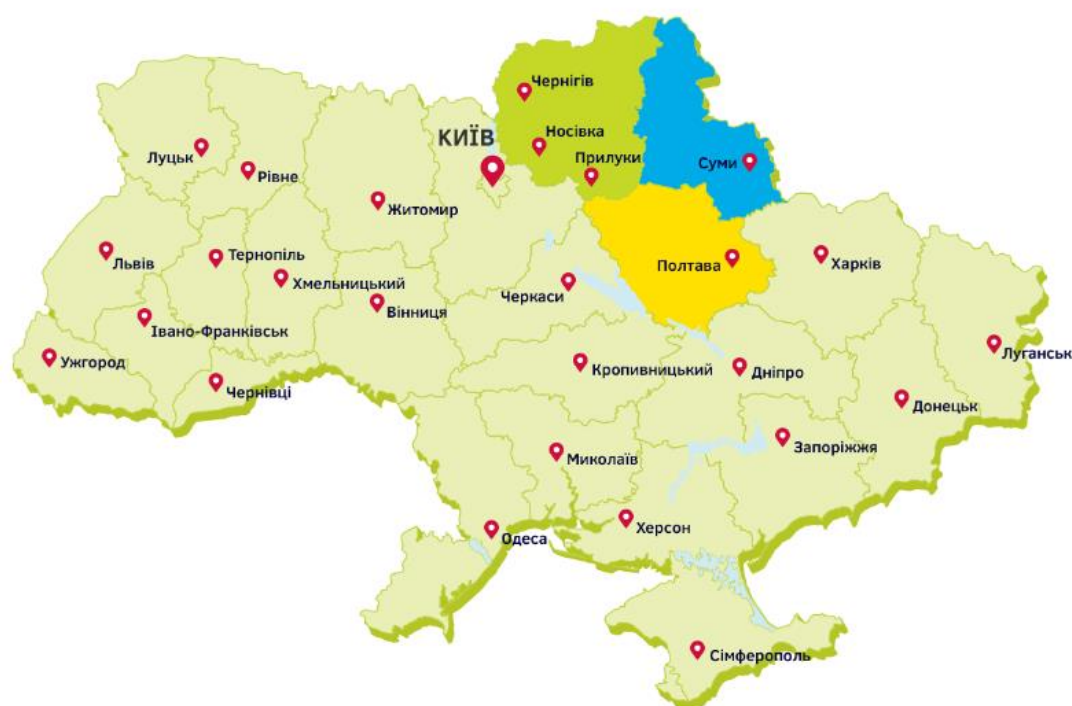 Чернігів
КИЇВ
Носівка
Прилуки
Суми
Луцьк
Рівне
Житомир
Львів
Тернопіль
Хмельницький
Полтава
Харків
Черкаси
Вінниця
Івано-Франківськ
Ужгород
Чернівці
Кропивницький
Дніпро
Луганськ
Донецьк
Запоріжжя
Миколаїв
Херсон
Одеса
Сімферополь